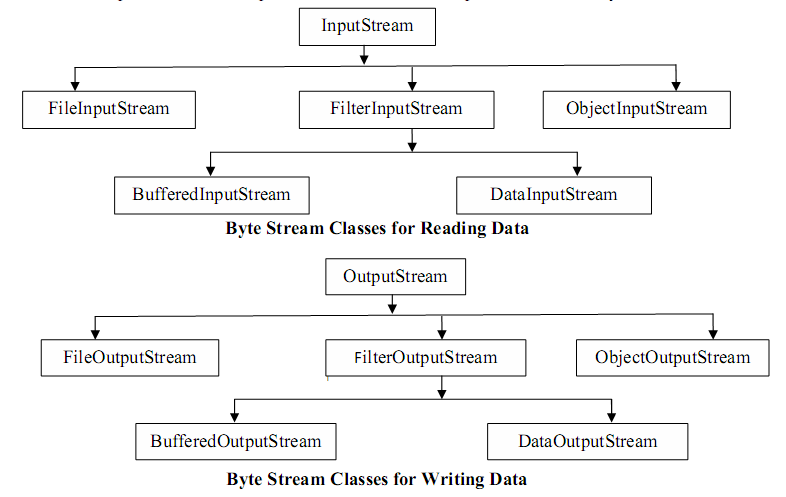 InputStream
FileInputStream FilterInputStream ObjectInputStream
BufferedInputStream DataInputStream
Byte Stream Classes for Reading Data
OutputStream
FileOutputStream FilterOutputStream ObjectOutputStream
BufferedOutputStream DataOutputStream
Byte Stream Classes for Writing Data